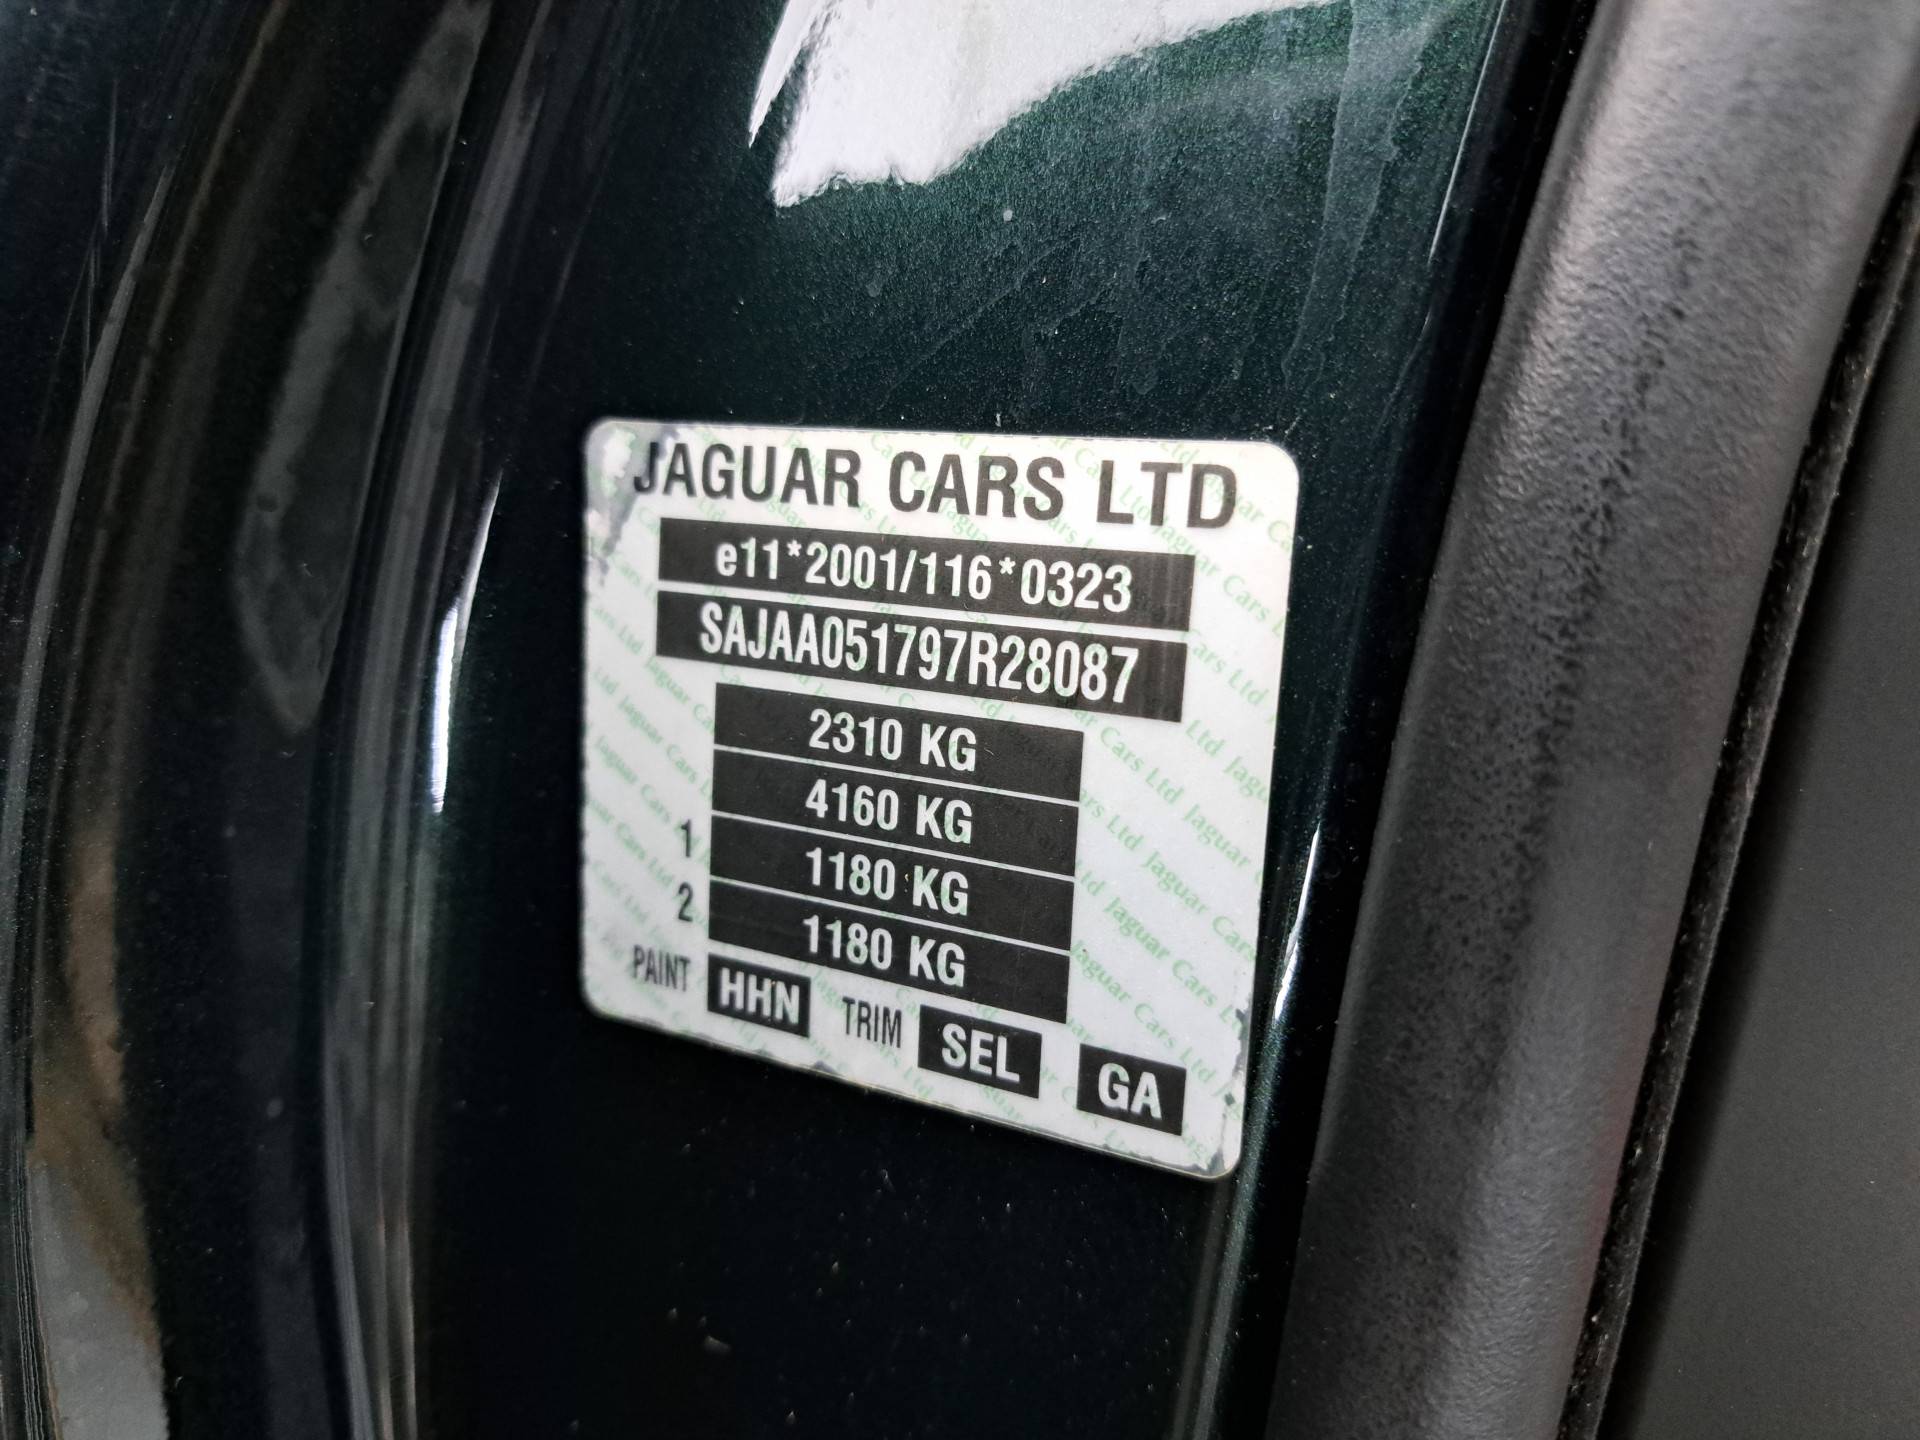 JAGUAR CARS LTD
e11*2001/116*0323
SAJAA051797R28087
2310 KG
4160 KG
1 1180 KG
2 1180 KG
PAINT HHN TRIM SEL GA